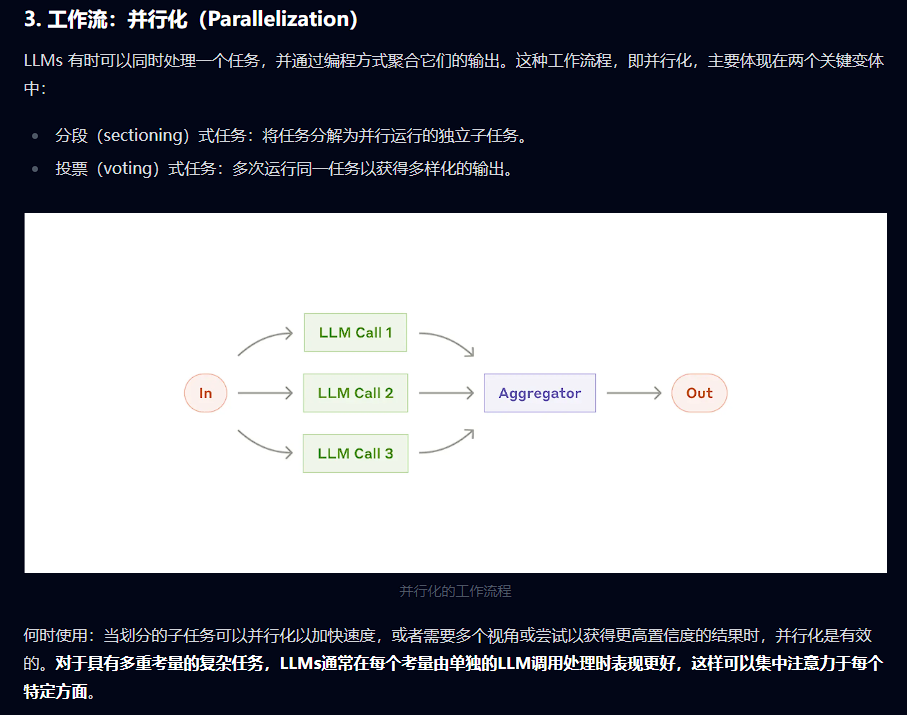 3. 工作流：并行化（Parallelization）
LLMs 有时可以同时处理一个任务，并通过编程方式聚合它们的输出。这种工作流程，即并行化，主要体现在两个关键变体
中：
分段（sectioning）式任务：将任务分解为并行运行的独立子任务。
投票（voting）式任务：多次运行同一任务以获得多样化的输出。
LLM Call 1
In
LLM Call 2
Aggregator
Out
LLM Call 3
并行化的工作流程
何时使用：当划分的子任务可以并行化以加快速度，或者需要多个视角或尝试以获得更高置信度的结果时，并行化是有效
的。对于具有多重考量的复杂任务，LLMs通常在每个考量由单独的LLM调用处理时表现更好，这样可以集中注意力于每个
特定方面。